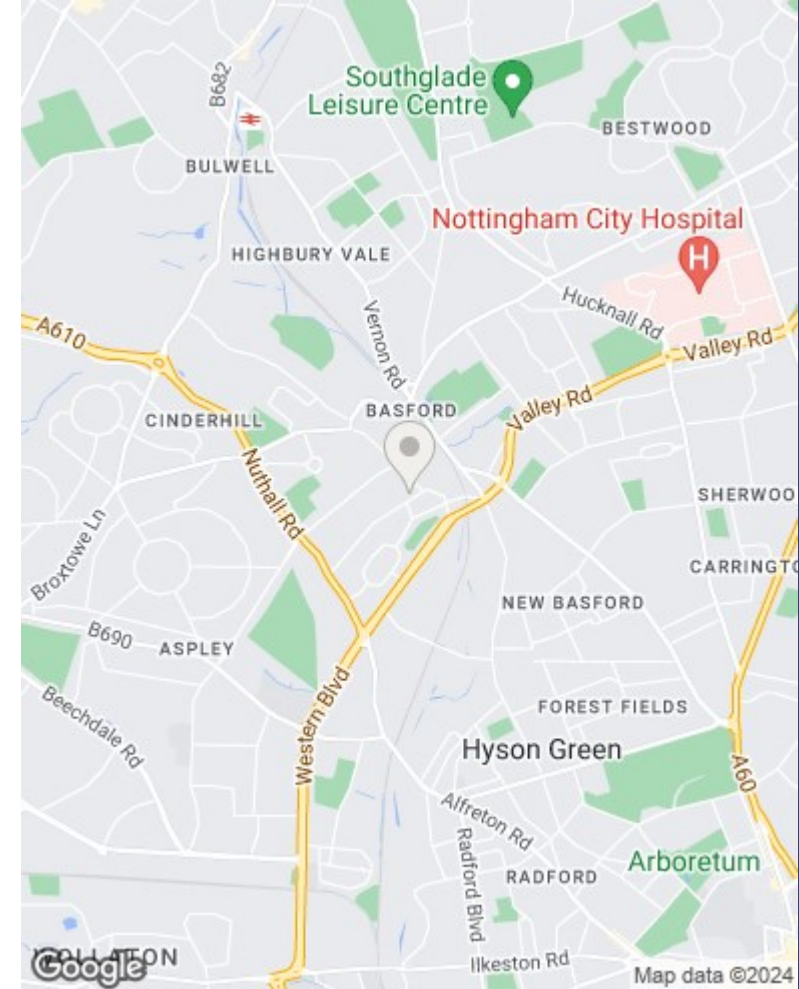 B682
Southglade
Leisure Centre
BESTWOOD
BULWELL
Nottingham City Hospital
H
HIGHBURY VALE
Hucknall Rd
A610
Vernon Rd
Valley Rd
BASFORD
Valley Rd
CINDERHILL
Nuthall Rd
SHERWOO
Broxtowe Ln
CARRINGTO
NEW BASFORD
B690
ASPLEY
Beechdale Rd
Western Blvd
FOREST FIELDS
Hyson Green
A60
Alfreton Rd
Radford Blvd
Arboretum
RADFORD
WOLLATON
Google
Ilkeston Rd
Map data ©2024